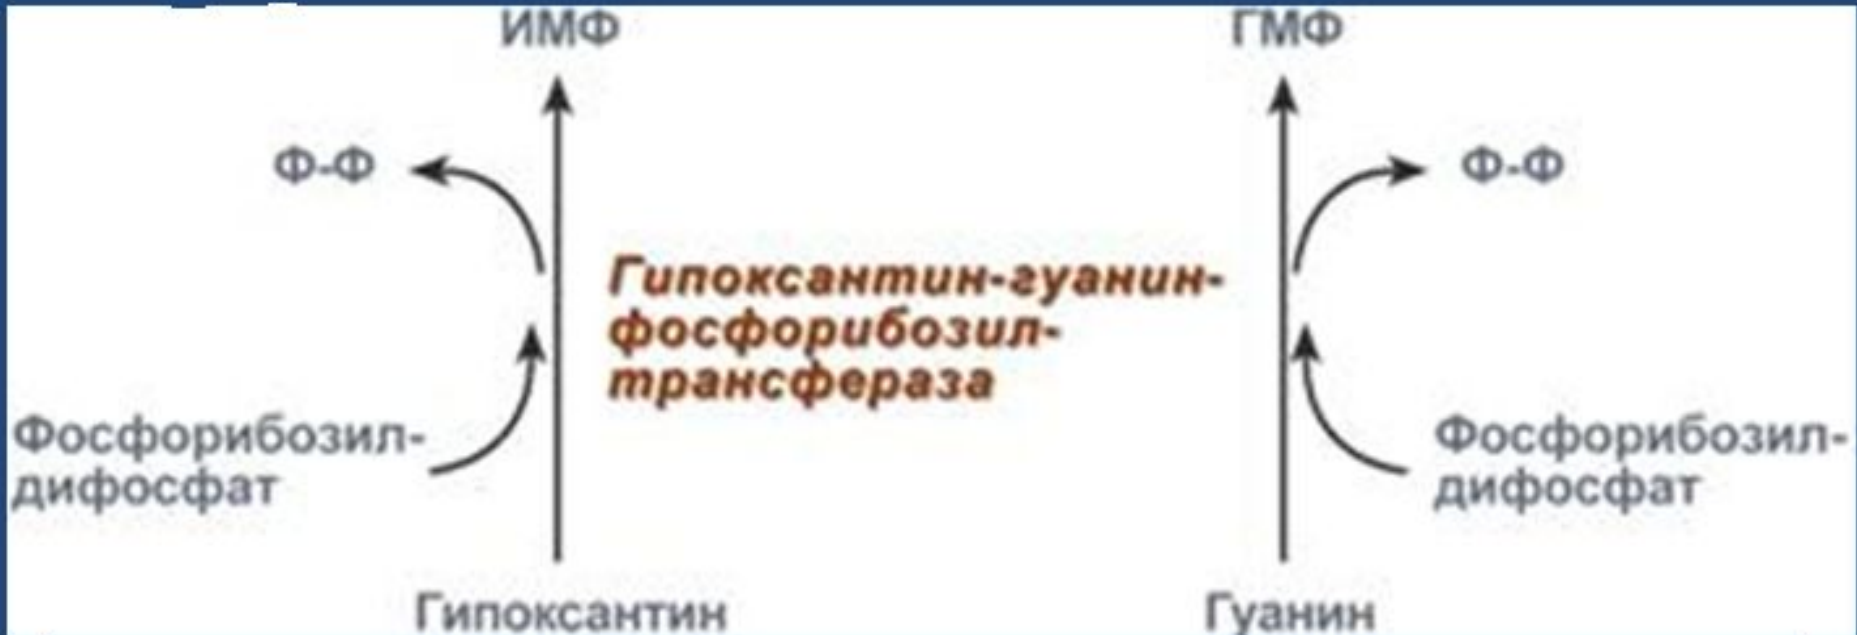 ИМФ
ГМФ
Ф-Ф
Ф-Ф
Гипоксантин-гуанин-
фосфорибозил-
трансфераза
Фосфорибозил-
дифосфат
Фосфорибозил-
дифосфат
Гипоксантин
Гуанин